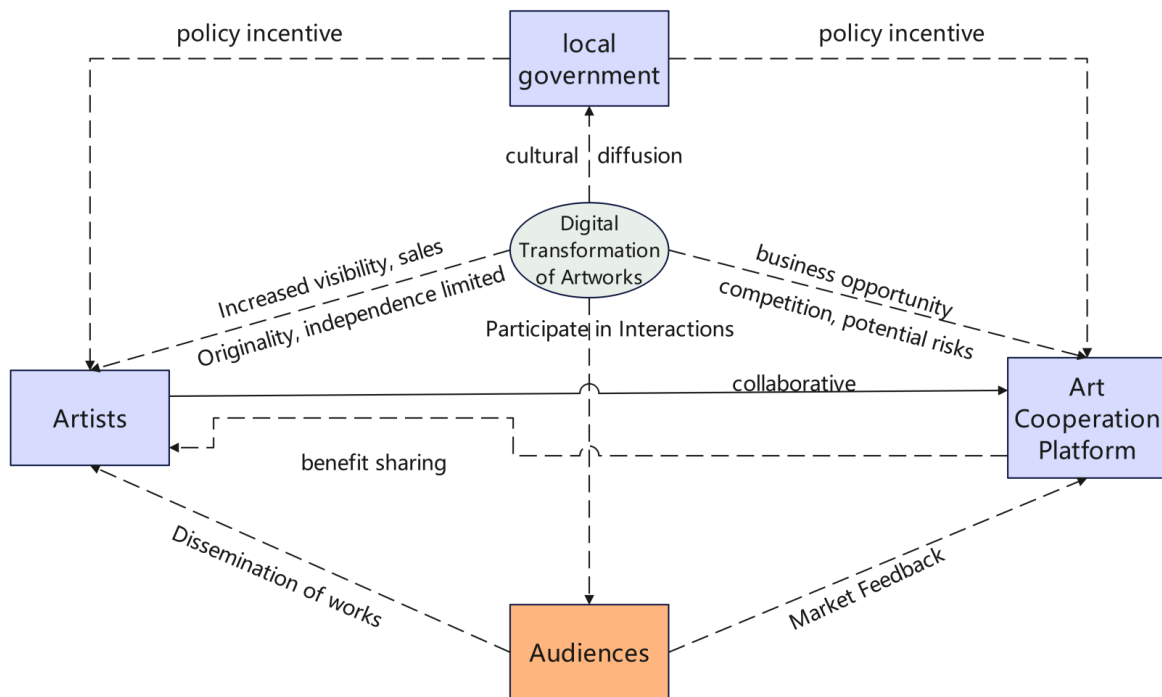 policy incentive
local
government
policy incentive
cultural diffusion
Digital
Transformation
of Artworks
Increased visibility, sales
Originality, independence limited
business opportunity
competition, potential risks
Participate in Interactions
Artists
collaborative
Art
Cooperation
Platform
benefit sharing
Dissemination of works
Market Feedback
Audiences